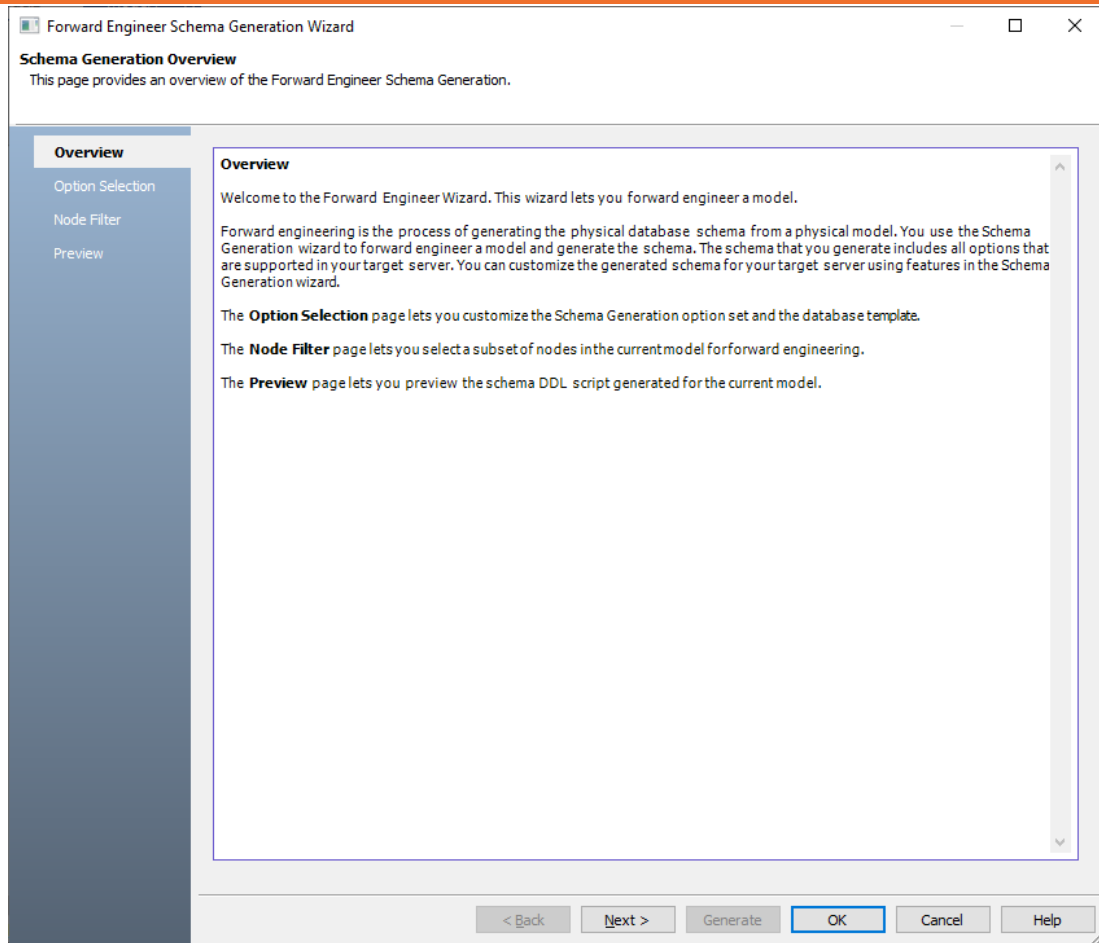 Forward Engineer Schema Generation Wizard
Schema Generation Overview
This page provides an overview of the Forward Engineer Schema Generation.
Overview
Option Selection
Node Filter
Preview
Overview
Welcome to the Forward Engineer Wizard. This wizard lets you forward engineer a model.
Forward engineering is the process of generating the physical database schema from a physical model. You use the Schema
Generation wizard to forward engineer a model and generate the schema. The schema that you generate includes all options that
are supported in your target server. You can customize the generated schema for your target server using features in the Schema
Generation wizard.
The Option Selection page lets you customize the Schema Generation option set and the database template.
The Node Filter page lets you select a subset of nodes in the current model for forward engineering.
The Preview page lets you preview the schema DDL script generated for the current model.
< Back
Next >
Generate
OK
Cancel
Help